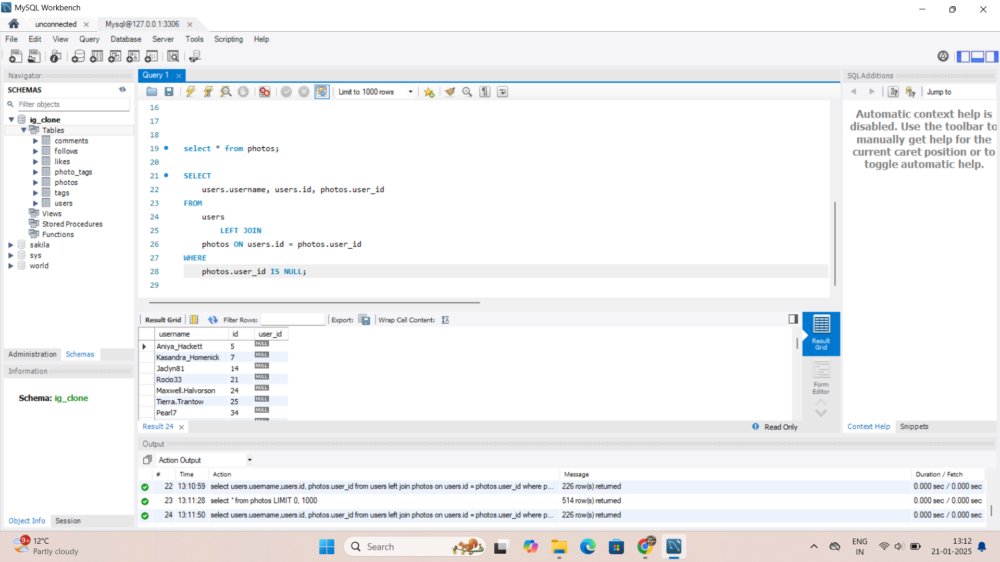 MySQL Workbench
unconnected
Mysql@127.0.0.1:3306
File Edit View Query Database Server Tools Scripting Help
Navigator
SCHEMAS
Filter objects
ig_clone
Tables
comments
follows
likes
photo_tags
photos
tags
users
Views
Stored Procedures
Functions
sakila
sys
world
Administration Schemas
Information
Schema: ig_clone
Object Info Session
Query 1
Limit to 1000 rows
16
17
18
19 select * from photos;
20
21 SELECT
22 users.username, users.id, photos.user_id
23 FROM
24 users
25 LEFT JOIN
26 photos ON users.id = photos.user_id
27 WHERE
28 photos.user_id IS NULL;
29
Result Grid Filter Rows: Export: Wrap Cell Content:
username id user_id
Aniya_Hackett 5 NULL
Kasandra_Homenick 7 NULL
Jaclyn81 14 NULL
Rocio33 21 NULL
Maxwell.Halvorson 24 NULL
Tierra.Trantow 25 NULL
Pearl7 34 NULL
NULL
Result
Grid
Form
Editor
Result 24
Read Only
SQLAdditions
Jump to
Automatic context help is
disabled. Use the toolbar to
manually get help for the
current caret position or to
toggle automatic help.
Context Help Snippets
Output
Action Output
# Time Action Message Duration / Fetch
22 13:10:59 select users.username,users.id, photos.user_id from users left join photos on users.id = photos.user_id where p... 226 row(s) returned 0.000 sec / 0.000 sec
23 13:11:28 select * from photos LIMIT 0, 1000 514 row(s) returned 0.000 sec / 0.000 sec
24 13:11:50 select users.username,users.id, photos.user_id from users left join photos on users.id = photos.user_id where p... 226 row(s) returned 0.000 sec / 0.000 sec
9+
12°C
Partly cloudy
Search
ENG
IN
13:12
21-01-2025